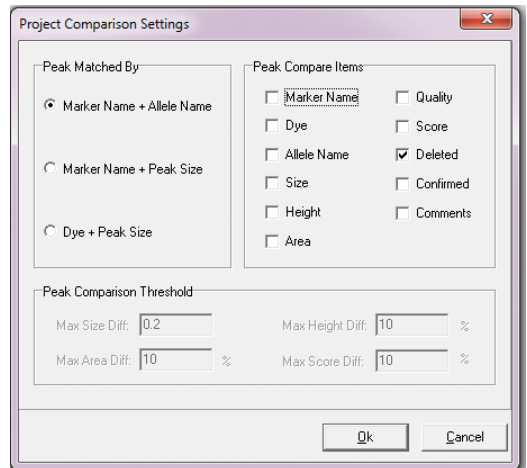 Project Comparison Settings
Peak Matched By
Marker Name + Allele Name
Marker Name + Peak Size
Dye + Peak Size
Peak Compare Items
Marker Name
Quality
Dye
Score
Allele Name
Deleted
Size
Confirmed
Height
Comments
Area
Peak Comparison Threshold
Max Size Diff: 0.2
Max Height Diff: 10 %
Max Area Diff: 10 %
Max Score Diff: 10 %
Ok
Cancel